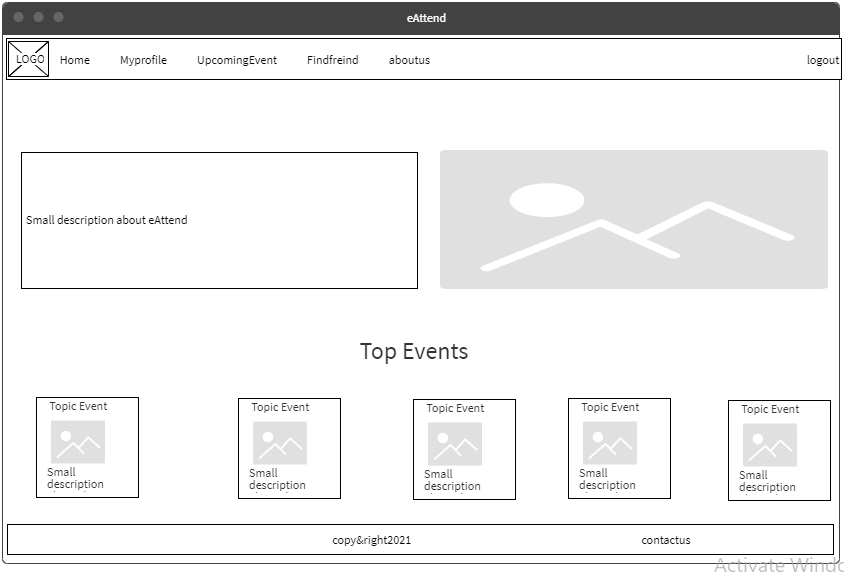 eAttend
LOGO Home Myprofile UpcomingEvent Findfreind aboutus logout
Small description about eAttend
Top Events
Topic Event
Small
description
Topic Event
Small
description
Topic Event
Small
description
Topic Event
Small
description
Topic Event
Small
description
copy&right2021 contactus
Activate Windo